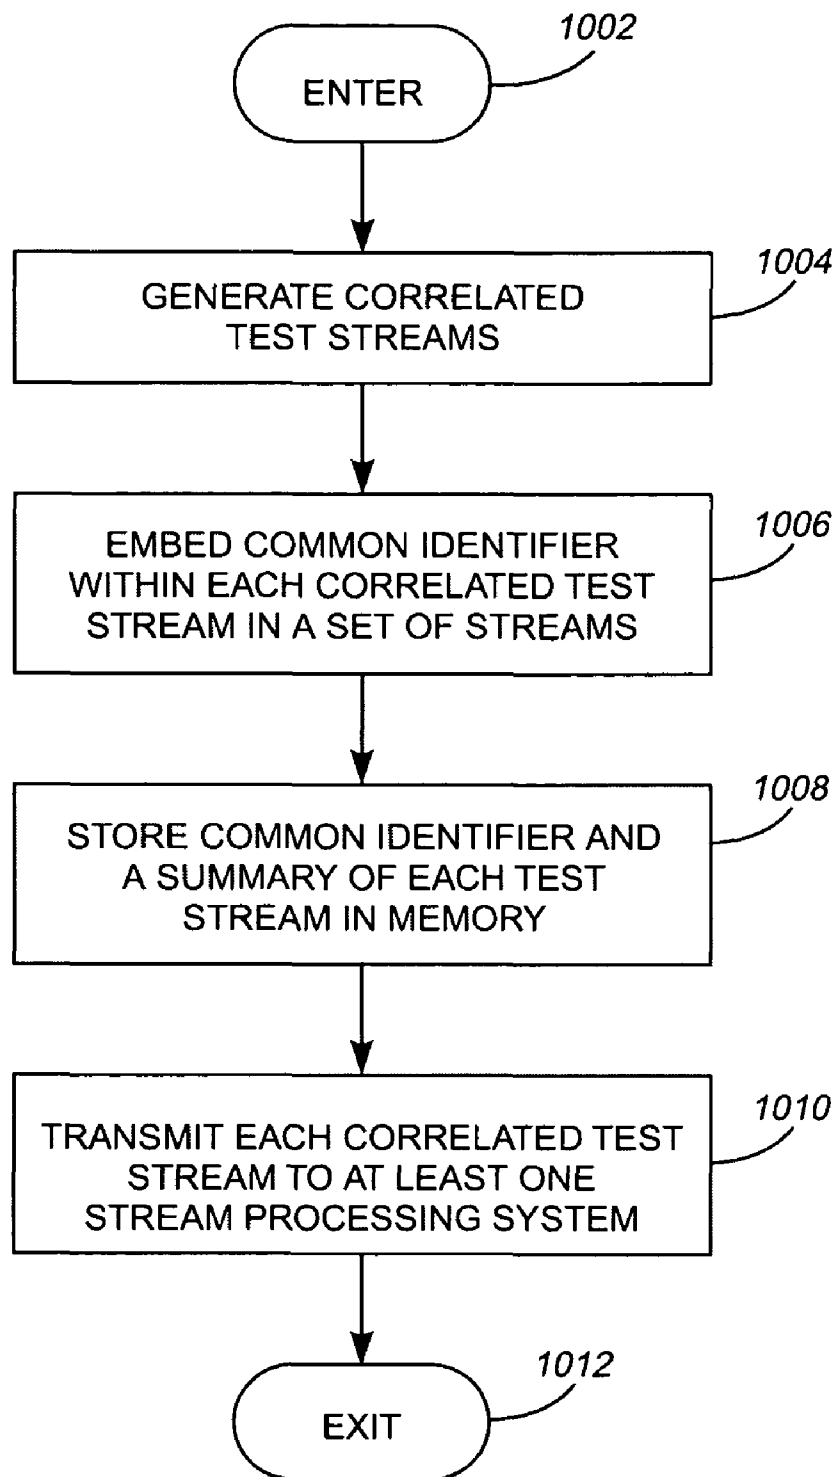 1002
ENTER
1004
GENERATE CORRELATED
TEST STREAMS
1006
EMBED COMMON IDENTIFIER
WITHIN EACH CORRELATED TEST
STREAM IN A SET OF STREAMS
1008
STORE COMMON IDENTIFIER AND
A SUMMARY OF EACH TEST
STREAM IN MEMORY
1010
TRANSMIT EACH CORRELATED TEST
STREAM TO AT LEAST ONE
STREAM PROCESSING SYSTEM
1012
EXIT